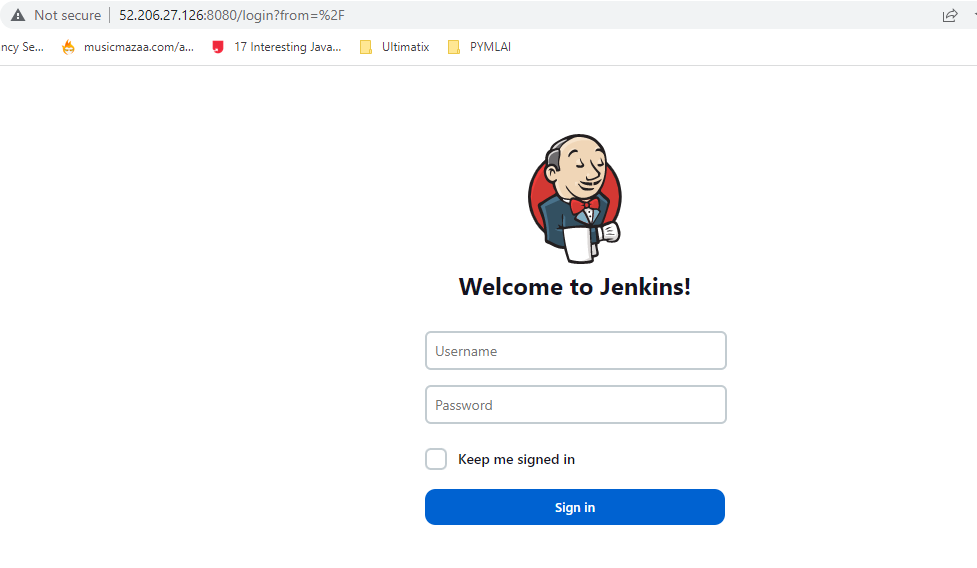 Not secure | 52.206.27.126:8080/login?from=%2F
ncy Se... musicmazaa.com/a... 17 Interesting Java... Ultimatix PYMLAI
Welcome to Jenkins!
Username
Password
Keep me signed in
Sign in